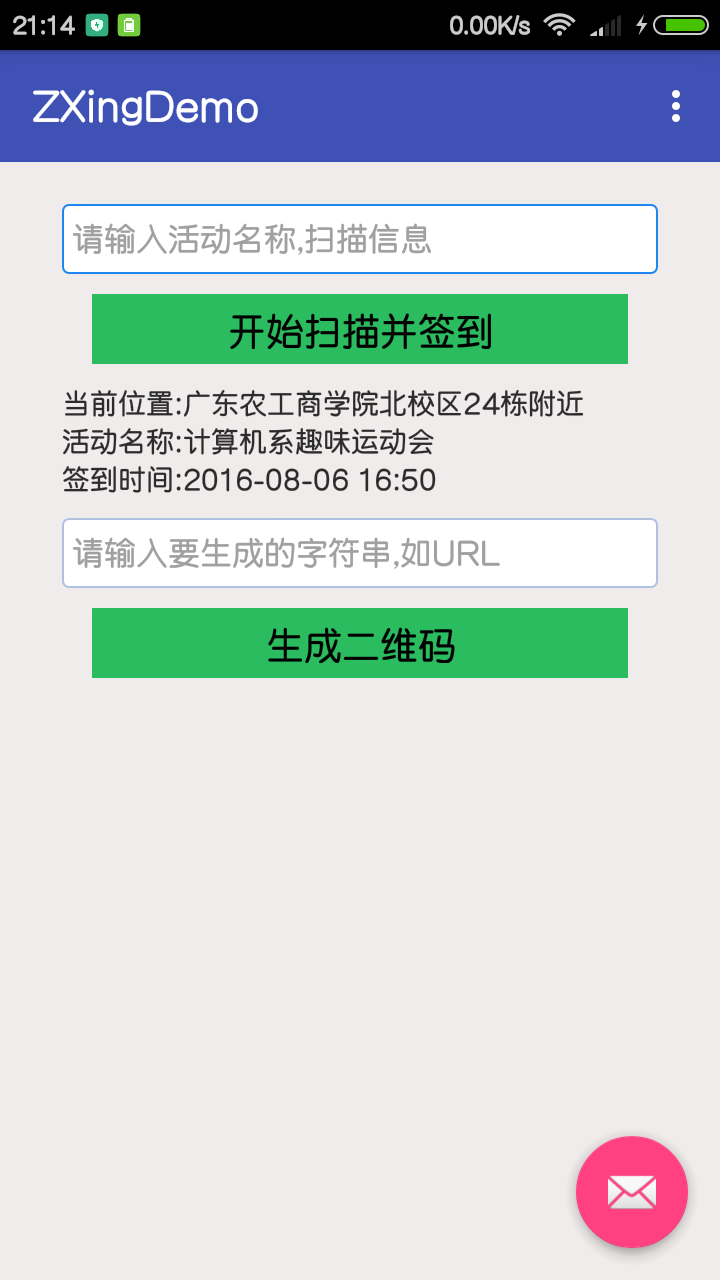 21:14 0.00K/s
ZXingDemo
请输入活动名称,扫描信息
开始扫描并签到
当前位置:广东农工商学院北校区24栋附近
活动名称:计算机系趣味运动会
签到时间:2016-08-06 16:50
请输入要生成的字符串,如URL
生成二维码